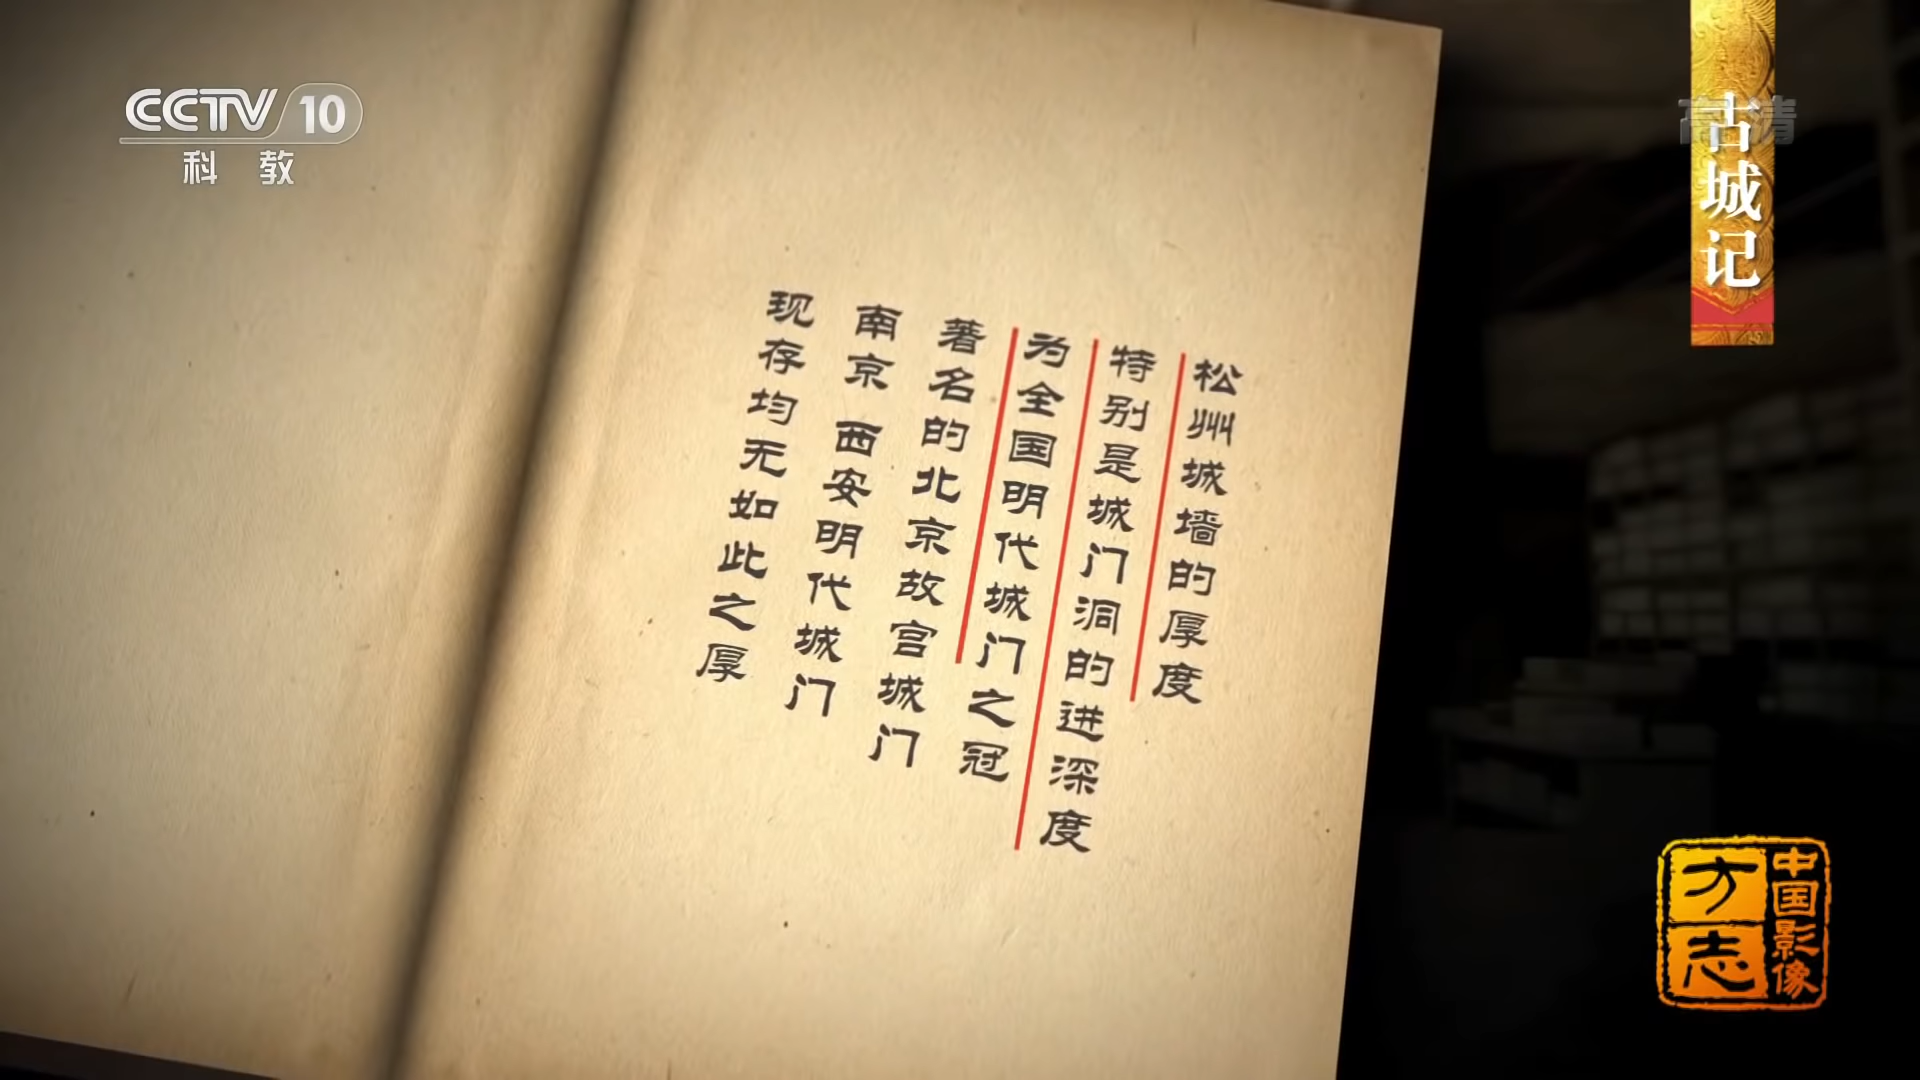 CCTV 10
科 教
高清
古城记
松州城墙的厚度
特别是城门洞的进深度
为全国明代城门之冠
著名的北京故宫城门
南京 西安明代城门
现存均无如此之厚
中国影像
方志